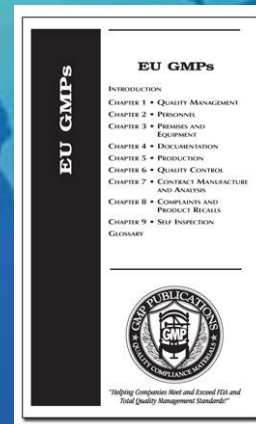 EU GMPs
EU GMPs
INTRODUCTION
CHAPTER 1 • QUALITY MANAGEMENT
CHAPTER 2 • PERSONNEL
CHAPTER 3 • PREMISES AND
EQUIPMENT
CHAPTER 4 • DOCUMENTATION
CHAPTER 5 • PRODUCTION
CHAPTER 6 • QUALITY CONTROL
CHAPTER 7 • CONTRACT MANUFACTURE
AND ANALYSIS
CHAPTER 8 • COMPLAINTS AND
PRODUCT RECALLS
CHAPTER 9 • SELF INSPECTION
GLOSSARY
GMP PUBLICATIONS
★ QUALITY COMPLIANCE MATERIALS ★
"Helping Companies Meet and Exceed FDA and
Total Quality Management Standards!"